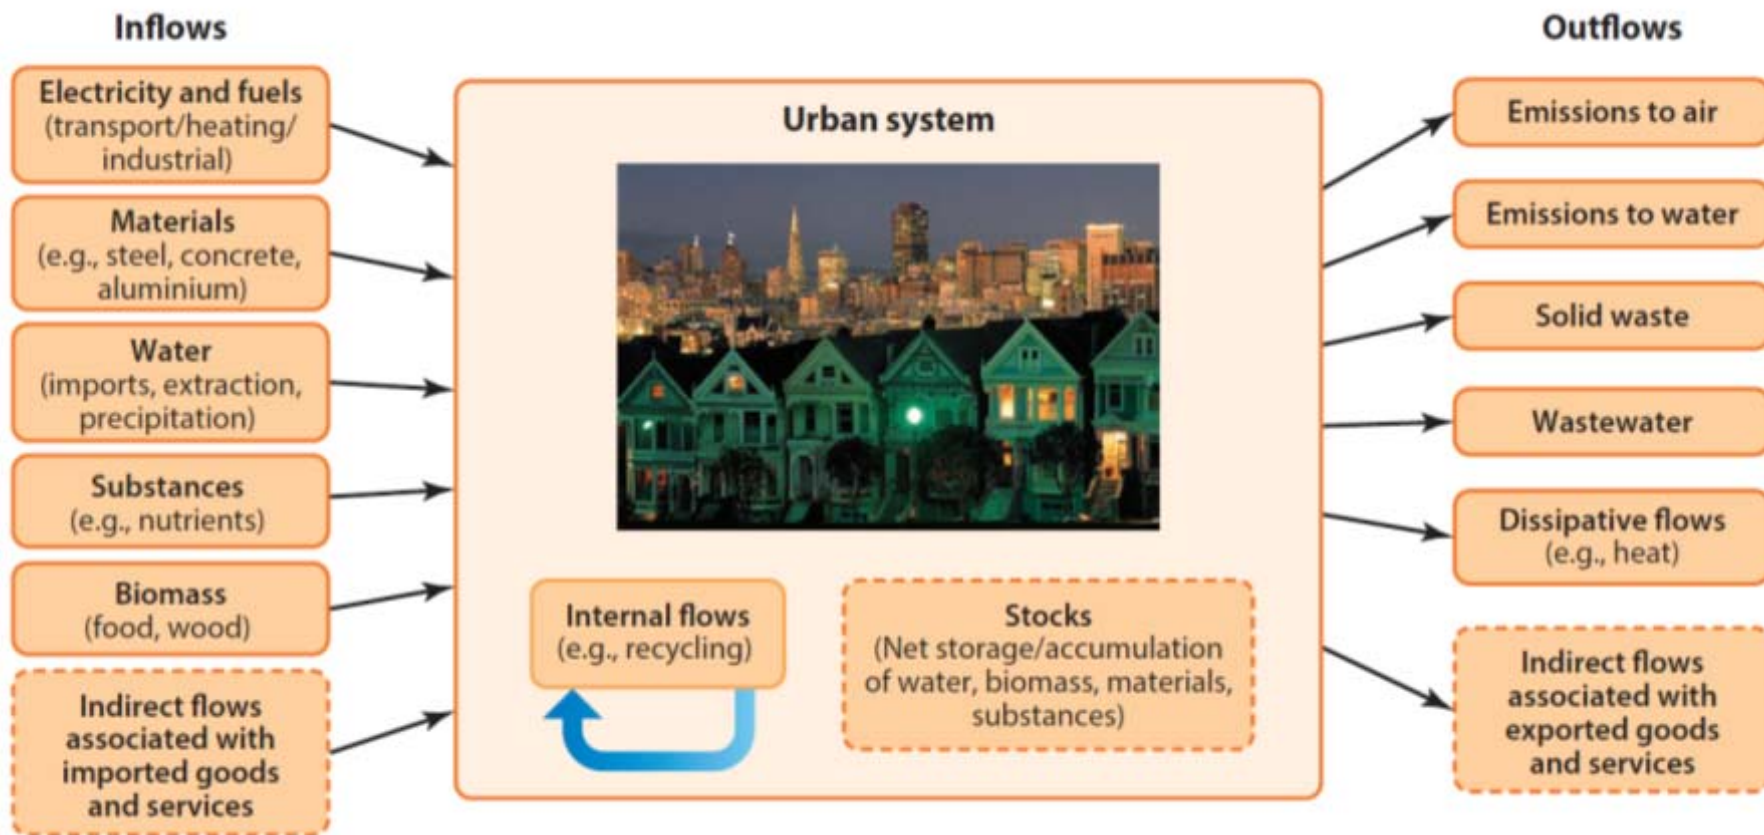 Inflows
Electricity and fuels
(transport/heating/
industrial)
Materials
(e.g., steel, concrete,
aluminium)
Water
(imports, extraction,
precipitation)
Substances
(e.g., nutrients)
Biomass
(food, wood)
Indirect flows
associated with
imported goods
and services
Urban system
Internal flows
(e.g., recycling)
Stocks
(Net storage/accumulation
of water, biomass, materials,
substances)
Outflows
Emissions to air
Emissions to water
Solid waste
Wastewater
Dissipative flows
(e.g., heat)
Indirect flows
associated with
exported goods
and services